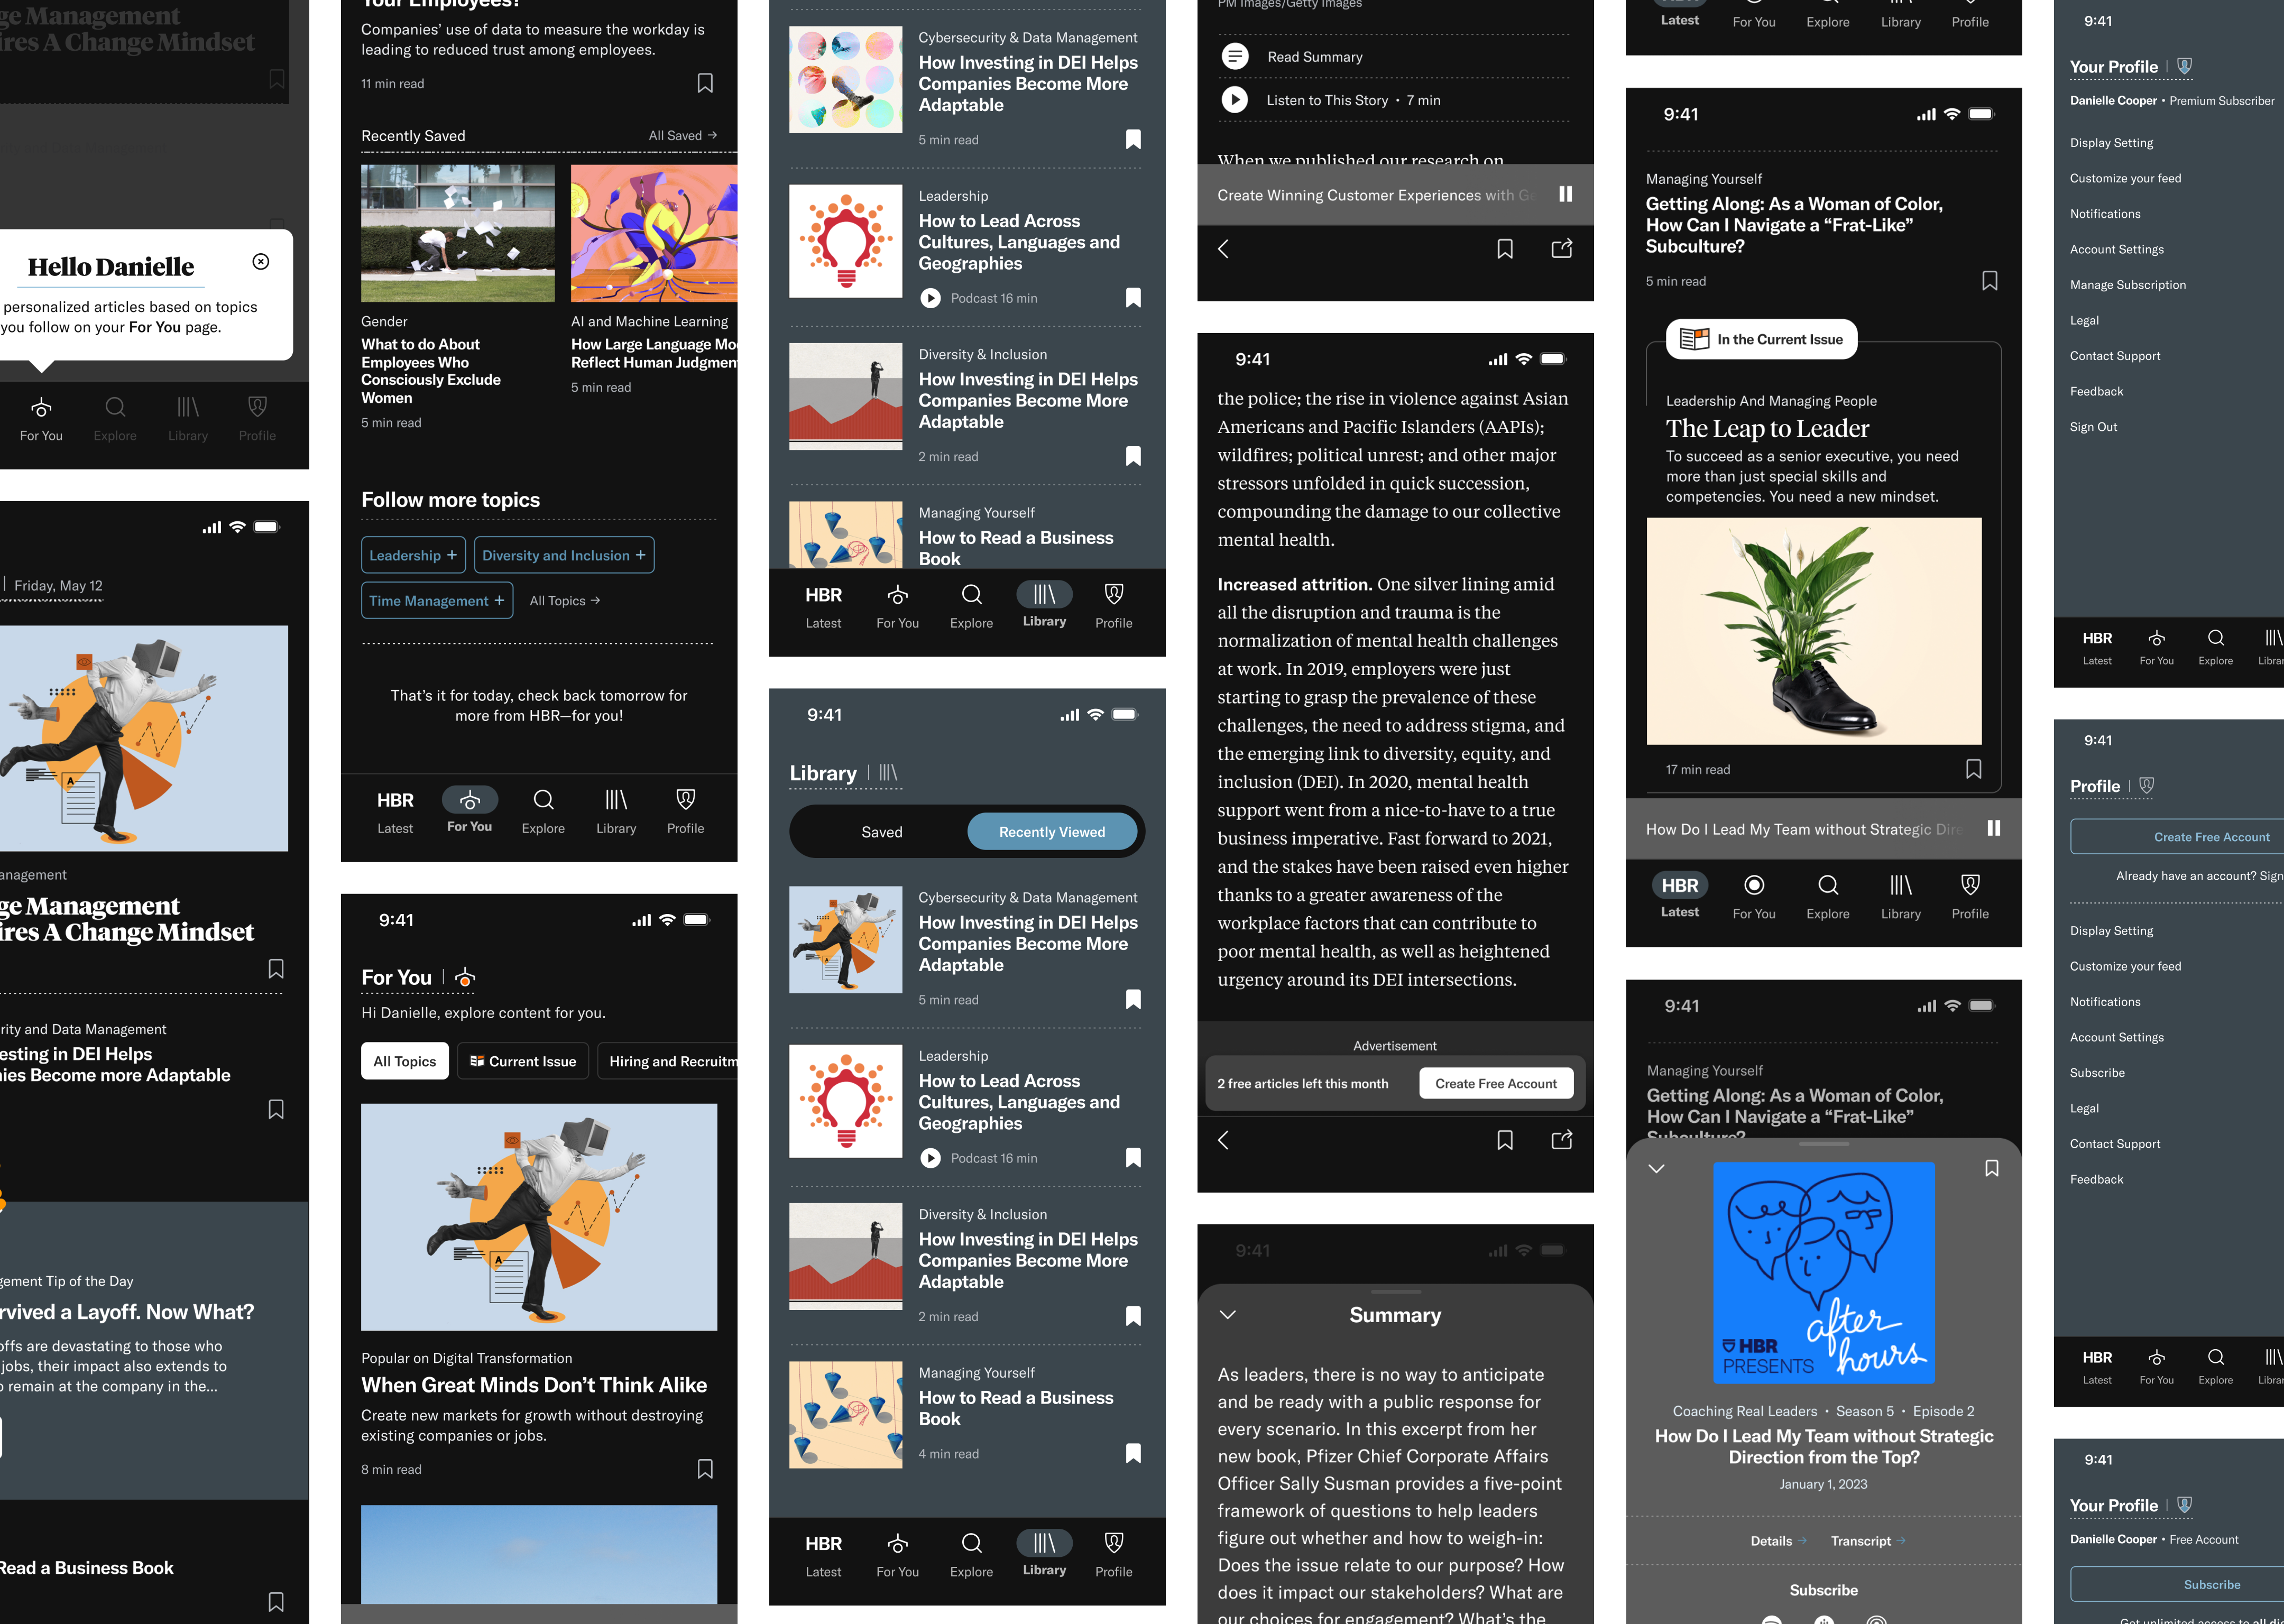 ge Management
ires A Change Mindset
Hello Danielle
personalized articles based on topics
you follow on your For You page.
For You
Explore
Library
Profile
Friday, May 12
A
anagement
ge Management
ires A Change Mindset
rity and Data Management
esting in DEI Helps
nies Become more Adaptable
gement Tip of the Day
rvived a Layoff. Now What?
offs are devastating to those who
jobs, their impact also extends to
o remain at the company in the...
Read a Business Book
Your Employees?
Companies' use of data to measure the workday is
leading to reduced trust among employees.
11 min read
Recently Saved
All Saved →
Gender
What to do About
Employees Who
Consciously Exclude
Women
5 min read
AI and Machine Learning
How Large Language Mo
Reflect Human Judgmen
5 min read
Follow more topics
Leadership +
Diversity and Inclusion +
Time Management +
All Topics →
That's it for today, check back tomorrow for
more from HBR—for you!
HBR
Latest
For You
Explore
Library
Profile
9:41
For You
Hi Danielle, explore content for you.
All Topics
Current Issue
Hiring and Recruitm
A
Popular on Digital Transformation
When Great Minds Don't Think Alike
Create new markets for growth without destroying
existing companies or jobs.
8 min read
Cybersecurity & Data Management
How Investing in DEI Helps
Companies Become More
Adaptable
5 min read
Leadership
How to Lead Across
Cultures, Languages and
Geographies
Podcast 16 min
Diversity & Inclusion
How Investing in DEI Helps
Companies Become More
Adaptable
2 min read
Managing Yourself
How to Read a Business
Book
HBR
Latest
For You
Explore
Library
Profile
9:41
Library
Saved
Recently Viewed
A
Cybersecurity & Data Management
How Investing in DEI Helps
Companies Become More
Adaptable
5 min read
Leadership
How to Lead Across
Cultures, Languages and
Geographies
Podcast 16 min
Diversity & Inclusion
How Investing in DEI Helps
Companies Become More
Adaptable
2 min read
Managing Yourself
How to Read a Business
Book
4 min read
HBR
Latest
For You
Explore
Library
Profile
PM Images/Getty Images
Read Summary
Listen to This Story • 7 min
When we published our research on
Create Winning Customer Experiences with Ge
9:41
the police; the rise in violence against Asian
Americans and Pacific Islanders (AAPIs);
wildfires; political unrest; and other major
stressors unfolded in quick succession,
compounding the damage to our collective
mental health.
Increased attrition. One silver lining amid
all the disruption and trauma is the
normalization of mental health challenges
at work. In 2019, employers were just
starting to grasp the prevalence of these
challenges, the need to address stigma, and
the emerging link to diversity, equity, and
inclusion (DEI). In 2020, mental health
support went from a nice-to-have to a true
business imperative. Fast forward to 2021,
and the stakes have been raised even higher
thanks to a greater awareness of the
workplace factors that can contribute to
poor mental health, as well as heightened
urgency around its DEI intersections.
Advertisement
2 free articles left this month
Create Free Account
9:41
Summary
As leaders, there is no way to anticipate
and be ready with a public response for
every scenario. In this excerpt from her
new book, Pfizer Chief Corporate Affairs
Officer Sally Susman provides a five-point
framework of questions to help leaders
figure out whether and how to weigh-in:
Does the issue relate to our purpose? How
does it impact our stakeholders? What are
our choices for engagement? What's the
Latest
For You
Explore
Library
Profile
9:41
Managing Yourself
Getting Along: As a Woman of Color,
How Can I Navigate a “Frat-Like”
Subculture?
5 min read
In the Current Issue
Leadership And Managing People
The Leap to Leader
To succeed as a senior executive, you need
more than just special skills and
competencies. You need a new mindset.
17 min read
How Do I Lead My Team without Strategic Dire
HBR
Latest
For You
Explore
Library
Profile
9:41
Managing Yourself
Getting Along: As a Woman of Color,
How Can I Navigate a “Frat-Like”
Subculture?
after
hours
HBR
PRESENTS
Coaching Real Leaders • Season 5 • Episode 2
How Do I Lead My Team without Strategic
Direction from the Top?
January 1, 2023
Details →
Transcript →
Subscribe
9:41
Your Profile
Danielle Cooper • Premium Subscriber
Display Setting
Customize your feed
Notifications
Account Settings
Manage Subscription
Legal
Contact Support
Feedback
Sign Out
HBR
Latest
For You
Explore
Librar
9:41
Profile
Create Free Account
Already have an account? Sign
Display Setting
Customize your feed
Notifications
Account Settings
Subscribe
Legal
Contact Support
Feedback
HBR
Latest
For You
Explore
Librar
9:41
Your Profile
Danielle Cooper • Free Account
Subscribe
Get unlimited access to all di